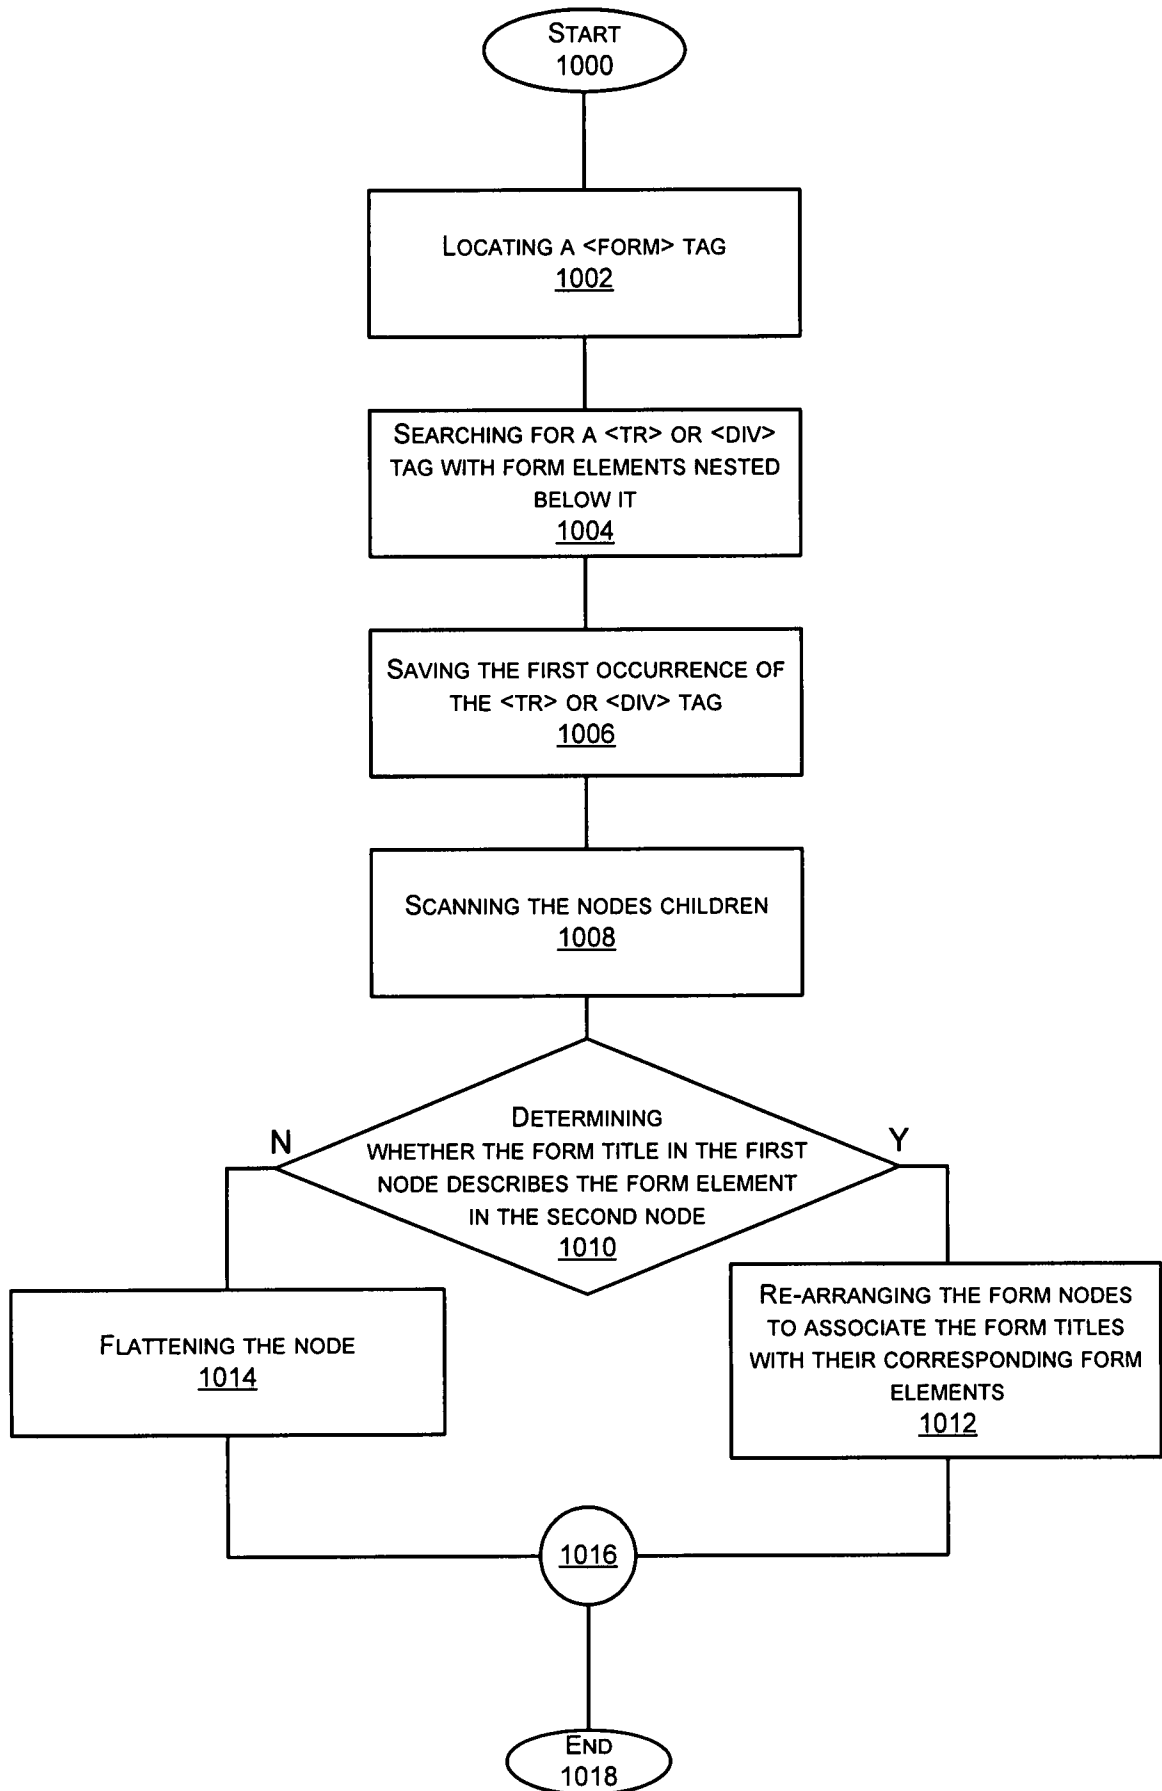 START
1000
LOCATING A <FORM> TAG
1002
SEARCHING FOR A <TR> OR <DIV>
TAG WITH FORM ELEMENTS NESTED
BELOW IT
1004
SAVING THE FIRST OCCURRENCE OF
THE <TR> OR <DIV> TAG
1006
SCANNING THE NODES CHILDREN
1008
DETERMINING
WHETHER THE FORM TITLE IN THE FIRST
NODE DESCRIBES THE FORM ELEMENT
IN THE SECOND NODE
1010
N
Y
FLATTENING THE NODE
1014
RE-ARRANGING THE FORM NODES
TO ASSOCIATE THE FORM TITLES
WITH THEIR CORRESPONDING FORM
ELEMENTS
1012
1016
END
1018